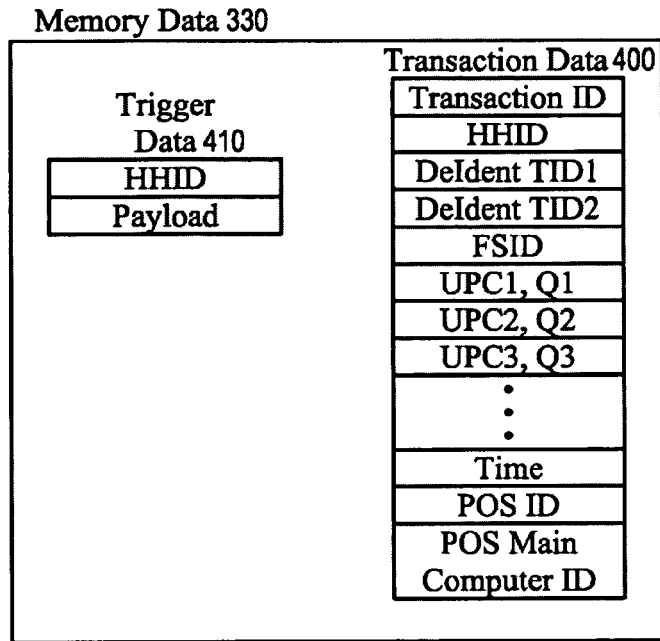 Memory Data 330
Trigger
Data 410
HHID
Payload
Transaction Data 400
Transaction ID
HHID
DeIdent TID1
DeIdent TID2
FSID
UPC1, Q1
UPC2, Q2
UPC3, Q3
Time
POS ID
POS Main
Computer ID